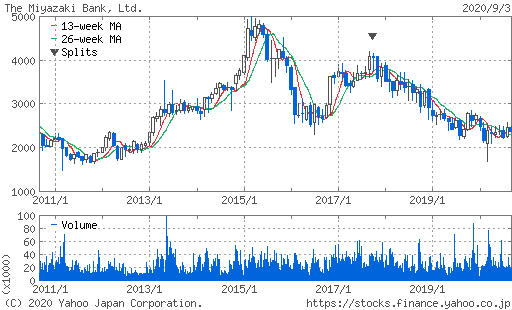 The Miyazaki Bank, Ltd. 2020/9/3
5000
13-week MA
26-week MA
Splits
4000
3000
2000
1000
2011/1 2013/1 2015/1 2017/1 2019/1
100
Volume
80
60
40
20
0
(x1000)
(C) 2020 Yahoo Japan Corporation. https://stocks.finance.yahoo.co.jp